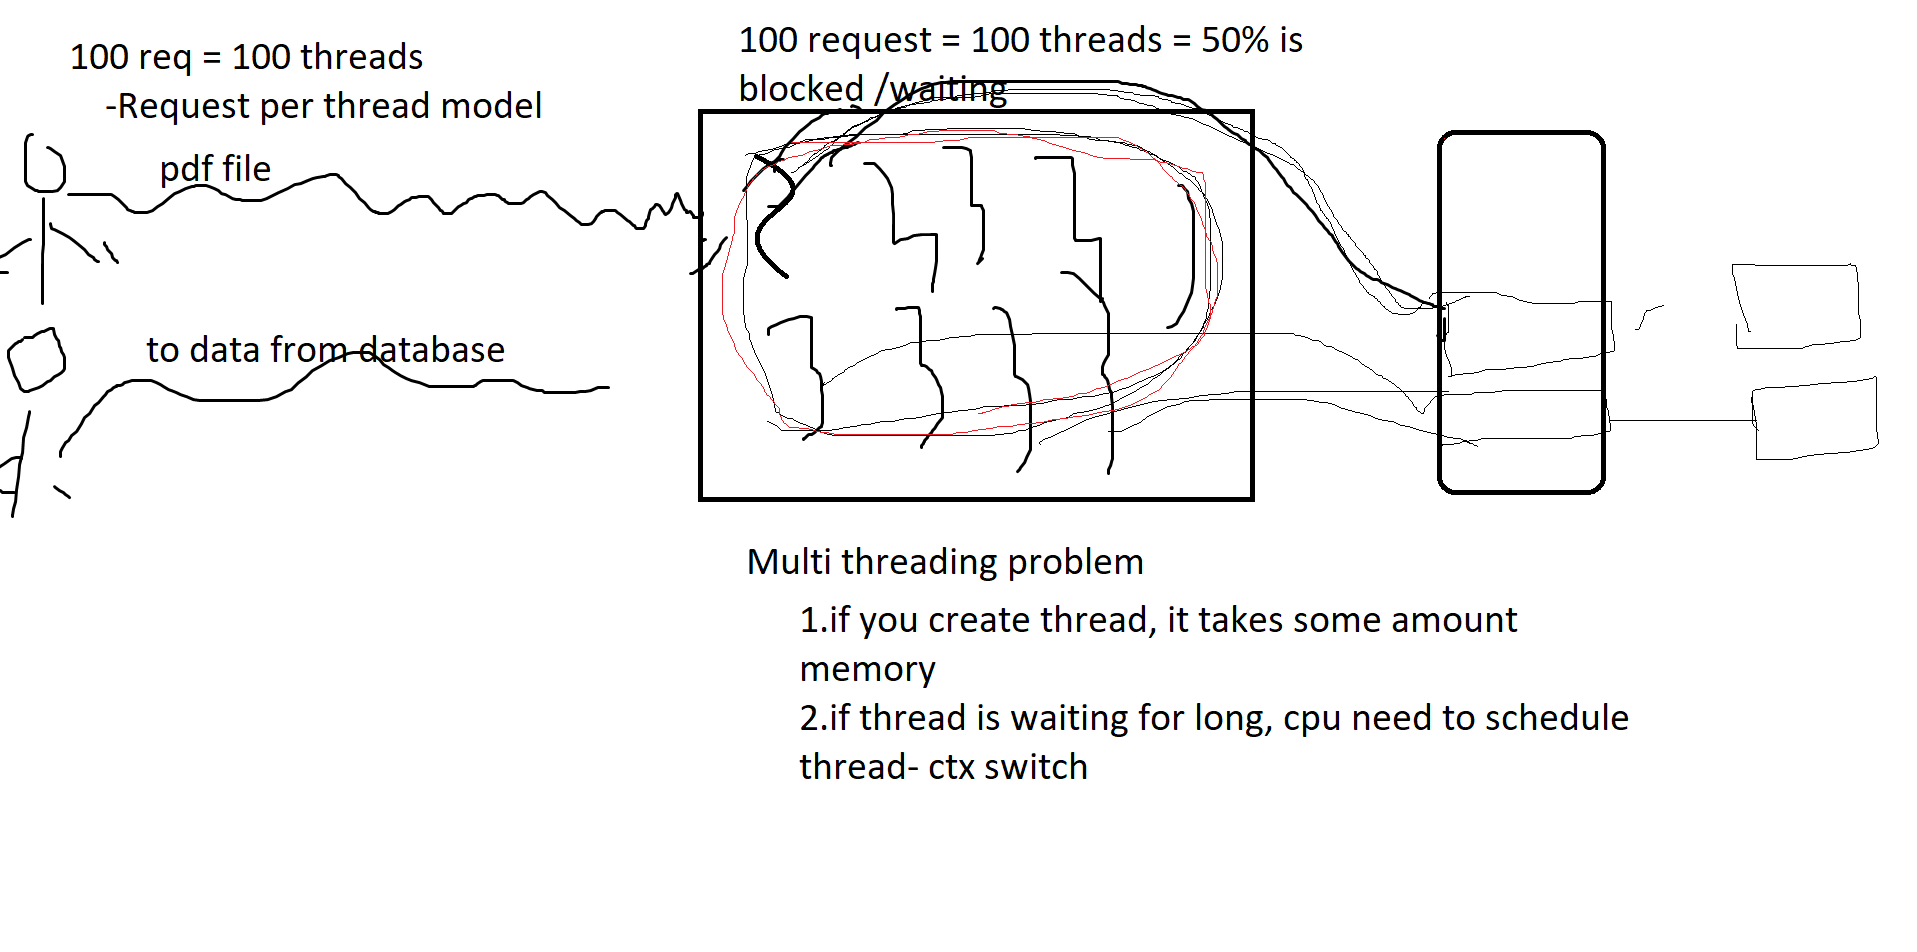 100 req = 100 threads
-Request per thread model
pdf file
to data from database
100 request = 100 threads = 50% is
blocked /waiting
Multi threading problem
1.if you create thread, it takes some amount
memory
2.if thread is waiting for long, cpu need to schedule
thread- ctx switch